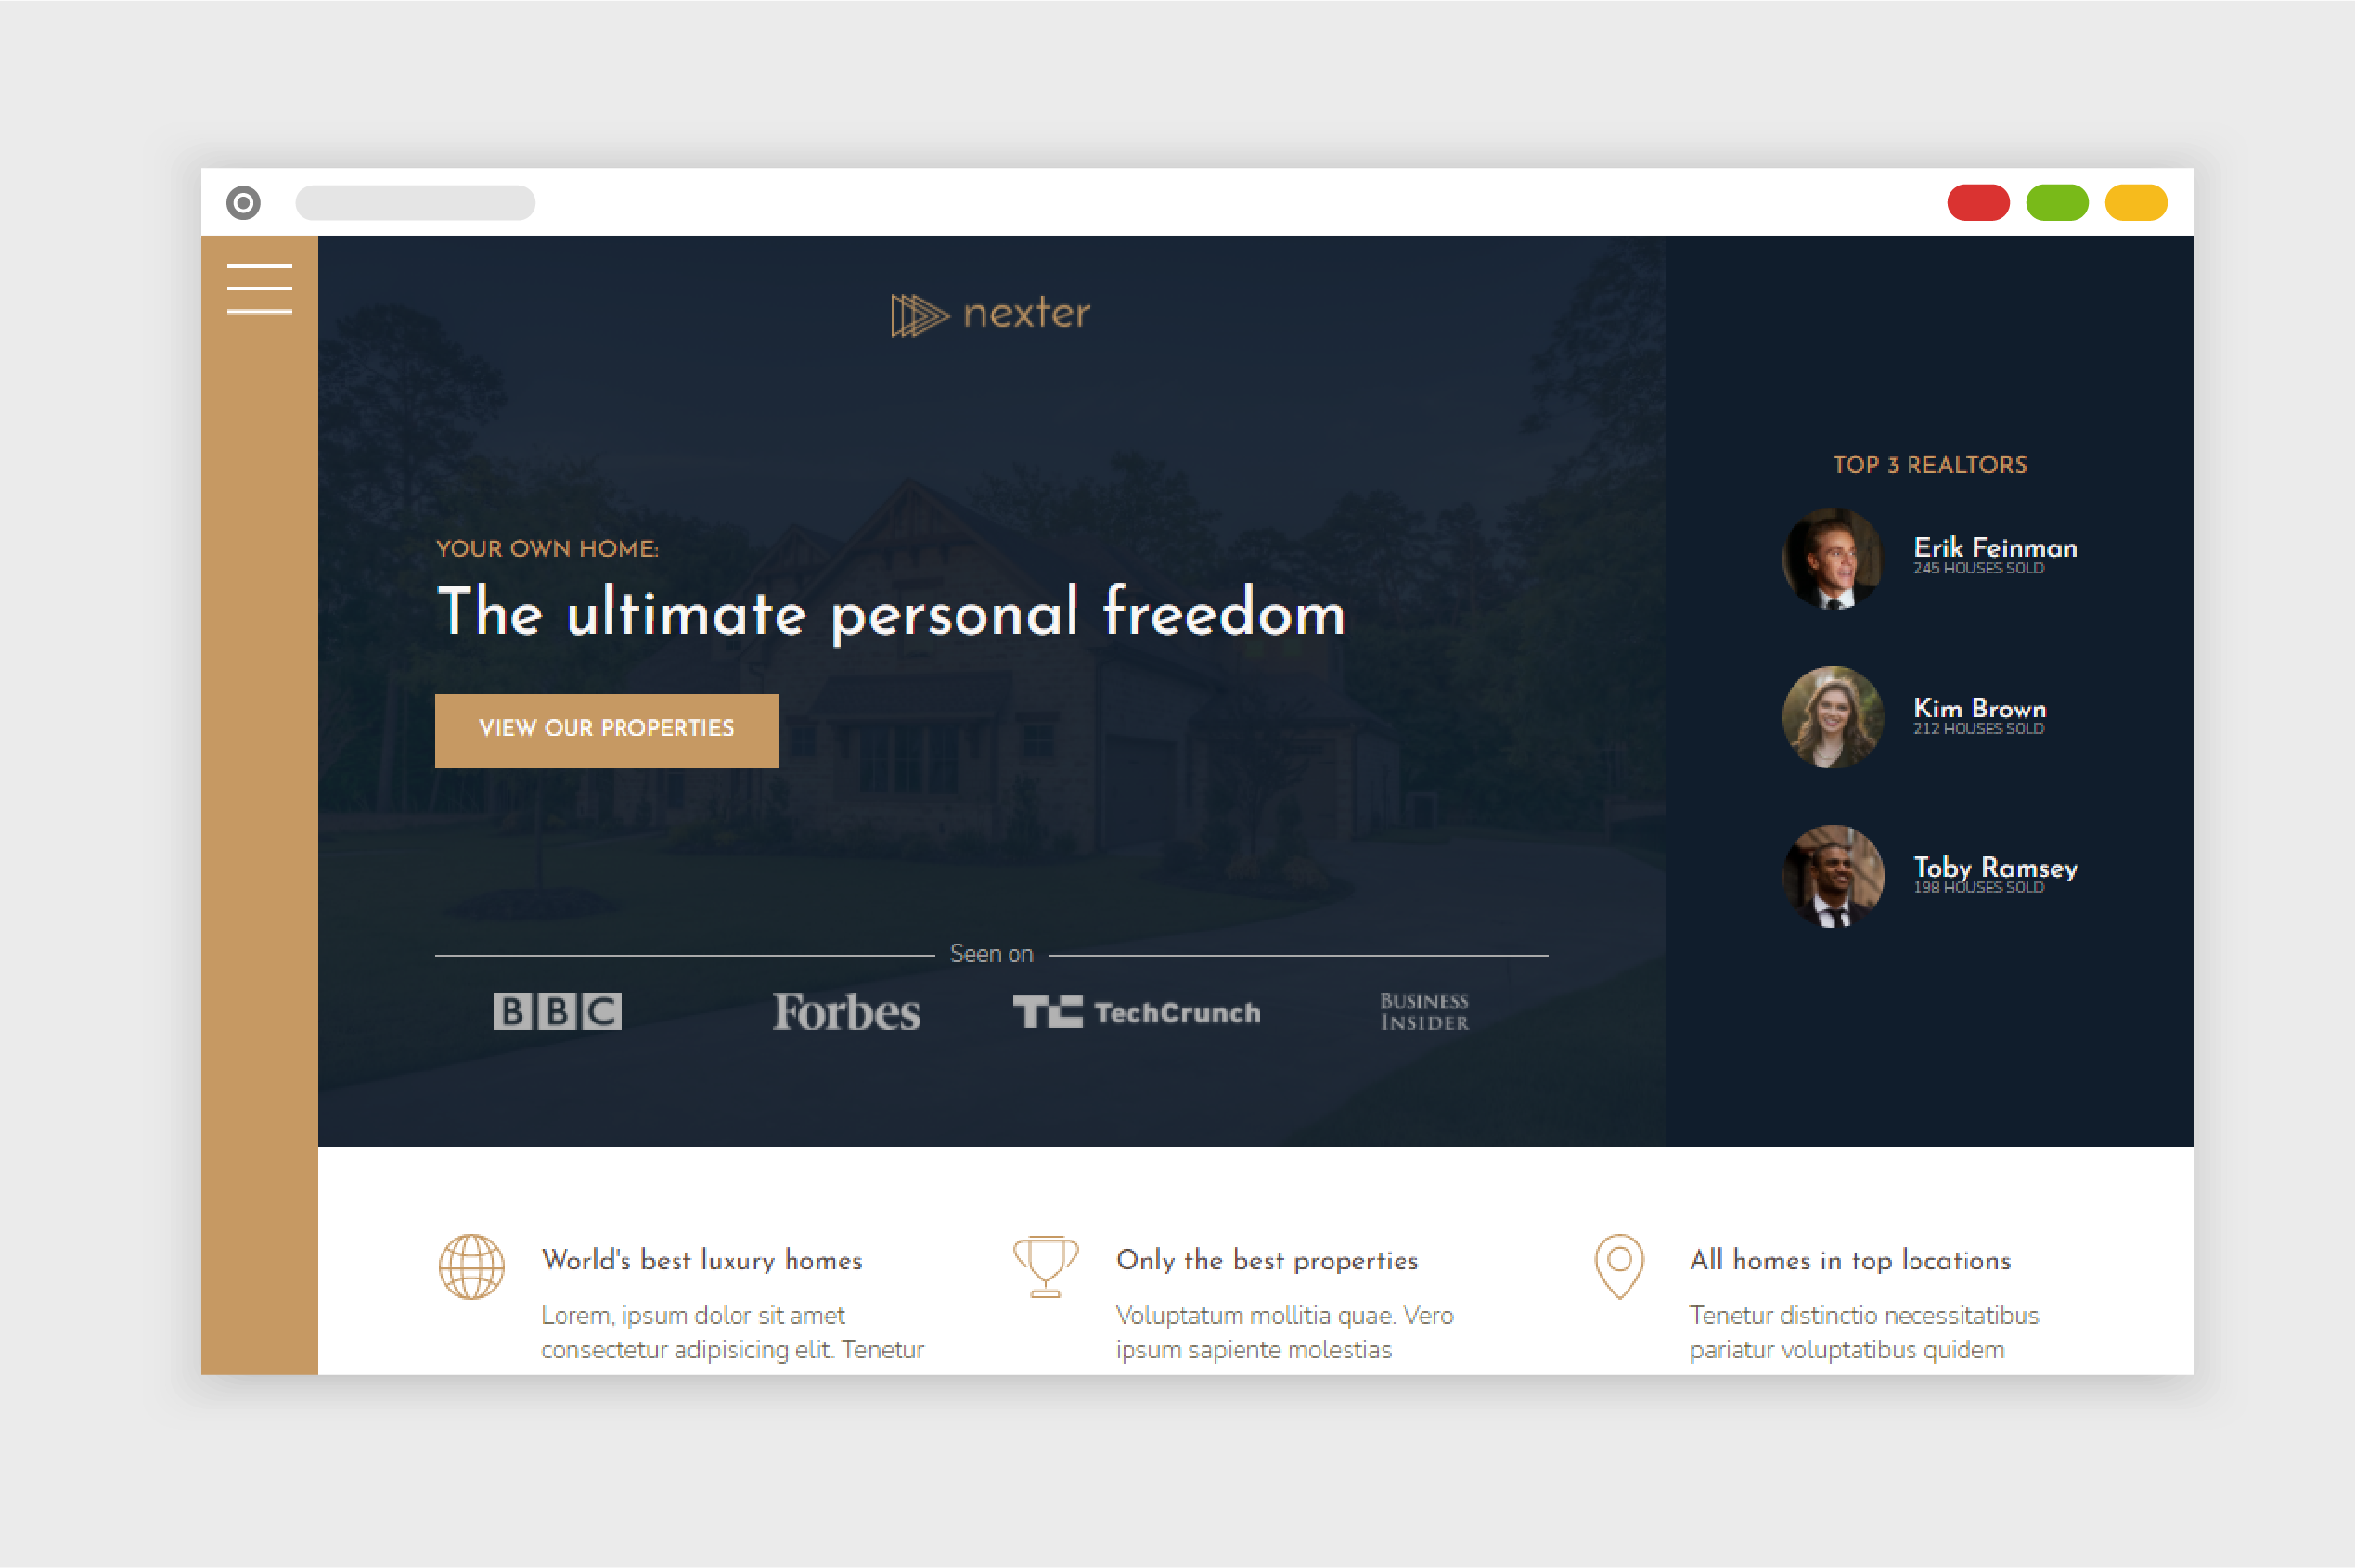 nexter
YOUR OWN HOME:
The ultimate personal freedom
VIEW OUR PROPERTIES
Seen on
BBC
Forbes
TC TechCrunch
BUSINESS
INSIDER
TOP 3 REALTORS
Erik Feinman
245 HOUSES SOLD
Kim Brown
212 HOUSES SOLD
Toby Ramsey
198 HOUSES SOLD
World's best luxury homes
Lorem, ipsum dolor sit amet
consectetur adipisicing elit. Tenetur
Only the best properties
Voluptatum mollitia quae. Vero
ipsum sapiente molestias
All homes in top locations
Tenetur distinctio necessitatibus
pariatur voluptatibus quidem